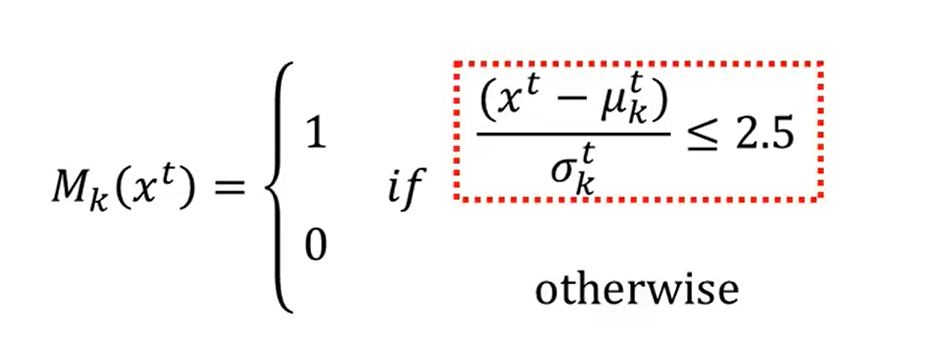 M_k(x^t) = { 1 if (x^t − μ_k^t) / σ_k^t ≤ 2.5
0 otherwise